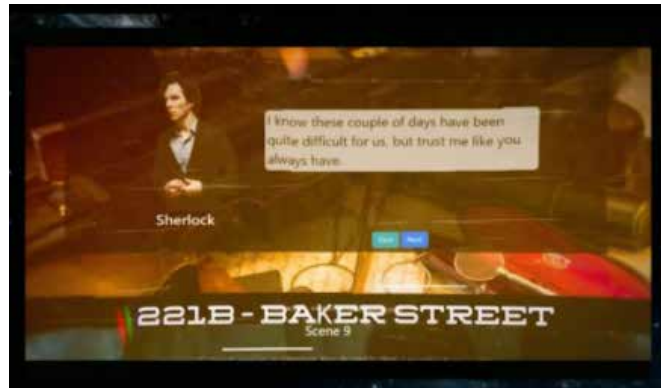 I know these couple of days have been
quite difficult for us, but trust me like you
always have.
Sherlock
Next
221B - BAKER STREET
Scene 9